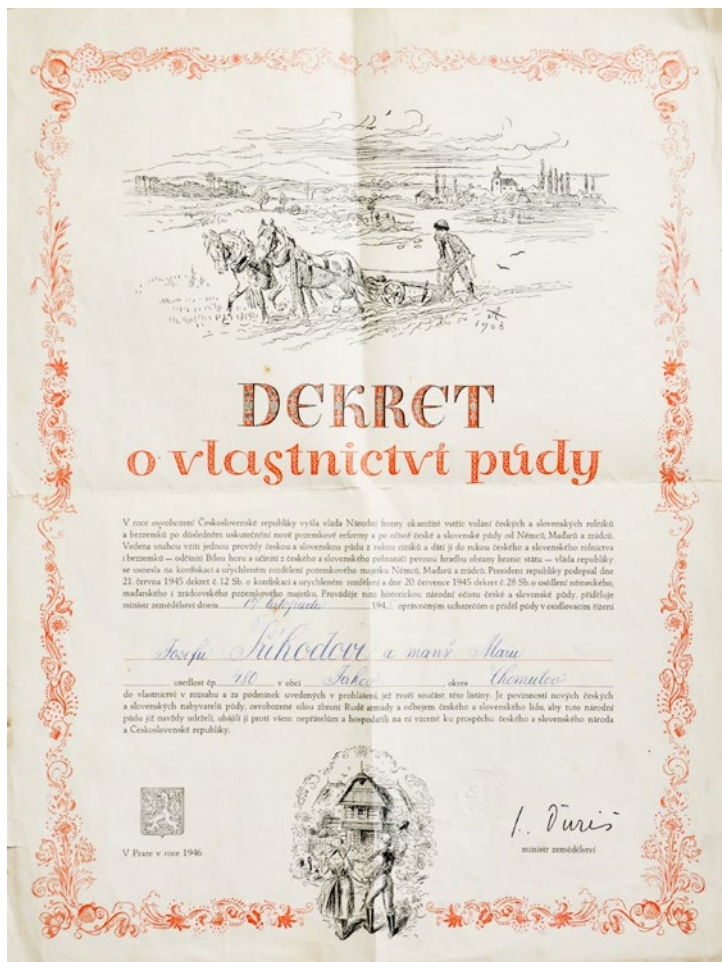 1946
DEKRET
o vlastnictví půdy
V roce osvobození Československé republiky vyšla vláda Národní fronty okamžitě vstříc volání českých a slovenských rolníků
a bezzemků po důsledném uskutečnění nové pozemkové reformy a po očistě české a slovenské půdy od Němců, Maďarů a zrádců.
Vedena snahou vzíti jednou provždy českou a slovenskou půdu z rukou cizáků a dáti ji do rukou českého a slovenského rolnictva
i bezzemků — odčiniti Bílou horu a učiniti z českého a slovenského pohraničí pevnou hradbu obrany hranic státu — vláda republiky
se usnesla na konfiskaci a urychleném rozdělení pozemkového majetku Němců, Maďarů a zrádců. President republiky podepsal dne
21. června 1945 dekret č. 12 Sb. o konfiskaci a urychleném rozdělení a dne 20. července 1945 dekret č. 28 Sb. o osídlení německého,
maďarského i zrádcovského pozemkového majetku. Prováděje tuto historickou národní očistu české a slovenské půdy, přiděluje
ministr zemědělství dnem listopadu 194 oprávněným uchazečům o příděl půdy v osidlovacím řízení
Josefu Příhodovi a manž. Marii
usedlost čp. 480 v obci okres Chomutov
do vlastnictví v rozsahu a za podmínek uvedených v prohlášení, jež tvoří součást této listiny. Je povinností nových českých
a slovenských nabyvatelů půdy, osvobozené silou zbraní Rudé armády a odbojem českého a slovenského lidu, aby tuto národní
půdu již navždy udrželi, uhájili ji proti všem nepřátelům a hospodařili na ní vzorně ku prospěchu českého a slovenského národa
a Československé republiky.
V Praze v roce 1946
J. Ďuriš
ministr zemědělství